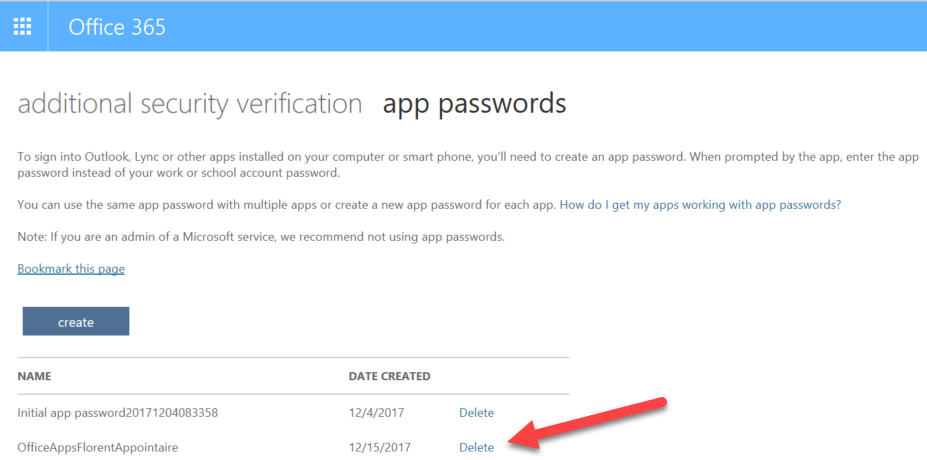 Office 365
additional security verification app passwords
To sign into Outlook, Lync or other apps installed on your computer or smart phone, you'll need to create an app password. When prompted by the app, enter the app
password instead of your work or school account password.
You can use the same app password with multiple apps or create a new app password for each app. How do I get my apps working with app passwords?
Note: If you are an admin of a Microsoft service, we recommend not using app passwords.
Bookmark this page
create
NAME DATE CREATED
Initial app password20171204083358 12/4/2017 Delete
OfficeAppsFlorentAppointaire 12/15/2017 Delete